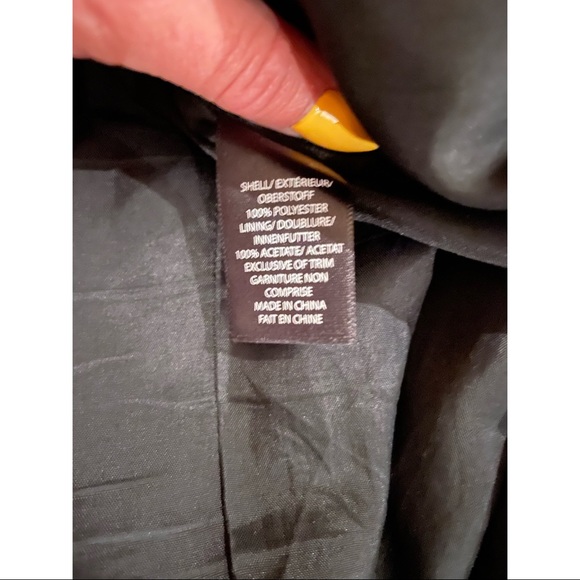 SHELL/ EXTÉRIEUR/
OBERSTOFF
100% POLYESTER
LINING/ DOUBLURE/
INNENFUTTER
100% ACETATE/ ACETAT
EXCLUSIVE OF TRIM
GARNITURE NON
COMPRISE
MADE IN CHINA
FAIT EN CHINE